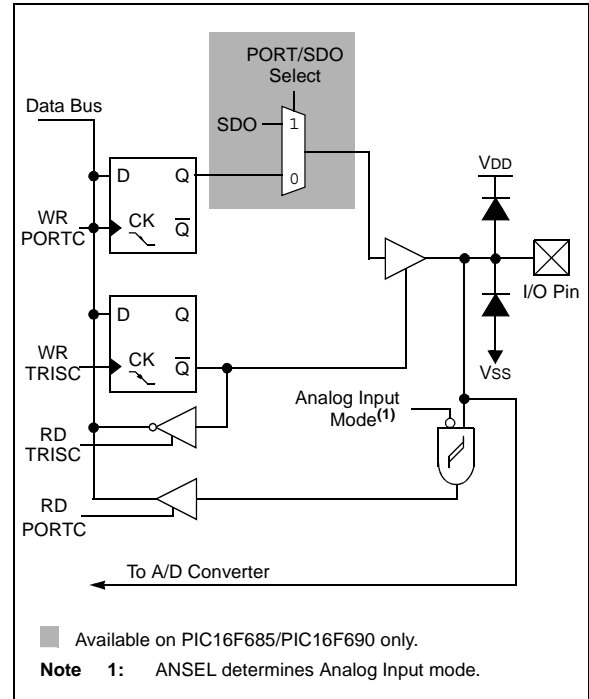 PORT/SDO
Select
Data Bus
SDO
1
0
VDD
D Q
WR
PORTC
CK
Q
I/O Pin
D Q
WR
TRISC
CK
Q
VSS
Analog Input
Mode(1)
RD
TRISC
RD
PORTC
To A/D Converter
Available on PIC16F685/PIC16F690 only.
Note 1: ANSEL determines Analog Input mode.